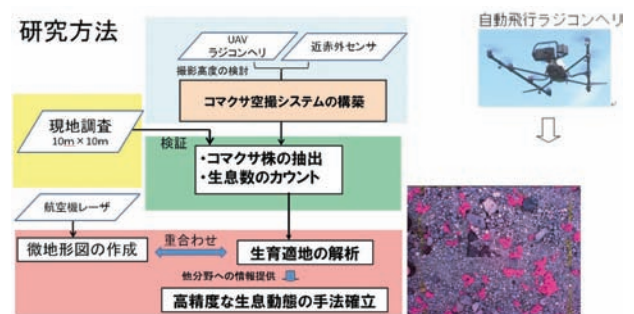 研究方法
UAV
ラジコンヘリ
近赤外センサ
撮影高度の検討
コマクサ空撮システムの構築
現地調査
10m×10m
検証
・コマクサ株の抽出
・生息数のカウント
航空機レーザ
微地形図の作成
重合わせ
生育適地の解析
他分野への情報提供
高精度な生息動態の手法確立
自動飛行ラジコンヘリ